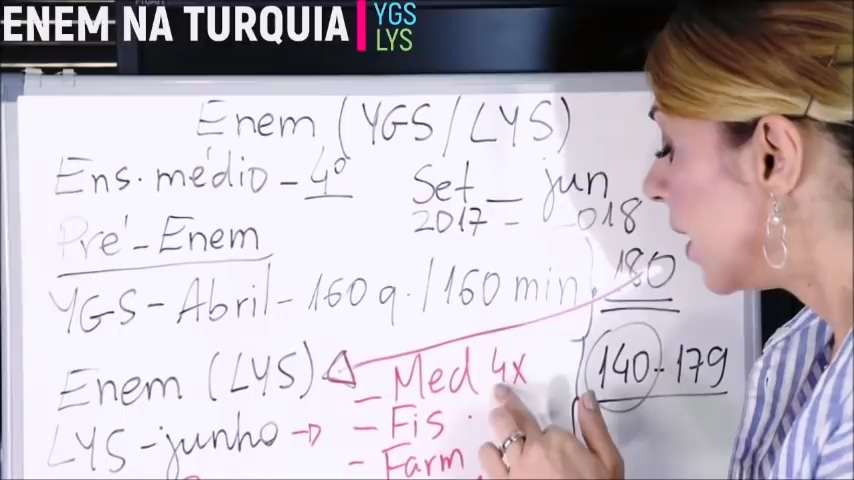 ENEM NA TURQUIA | YGS
LYS
Enem (YGS/LYS)
Ens. médio - 4º
Set - jun
2017 - 2018
Pré-Enem
YGS - Abril - 160 q. / 160 min.
180
140 - 179
Enem (LYS)
- Med 4x
LYS - junho →
- Fis.
- Farm